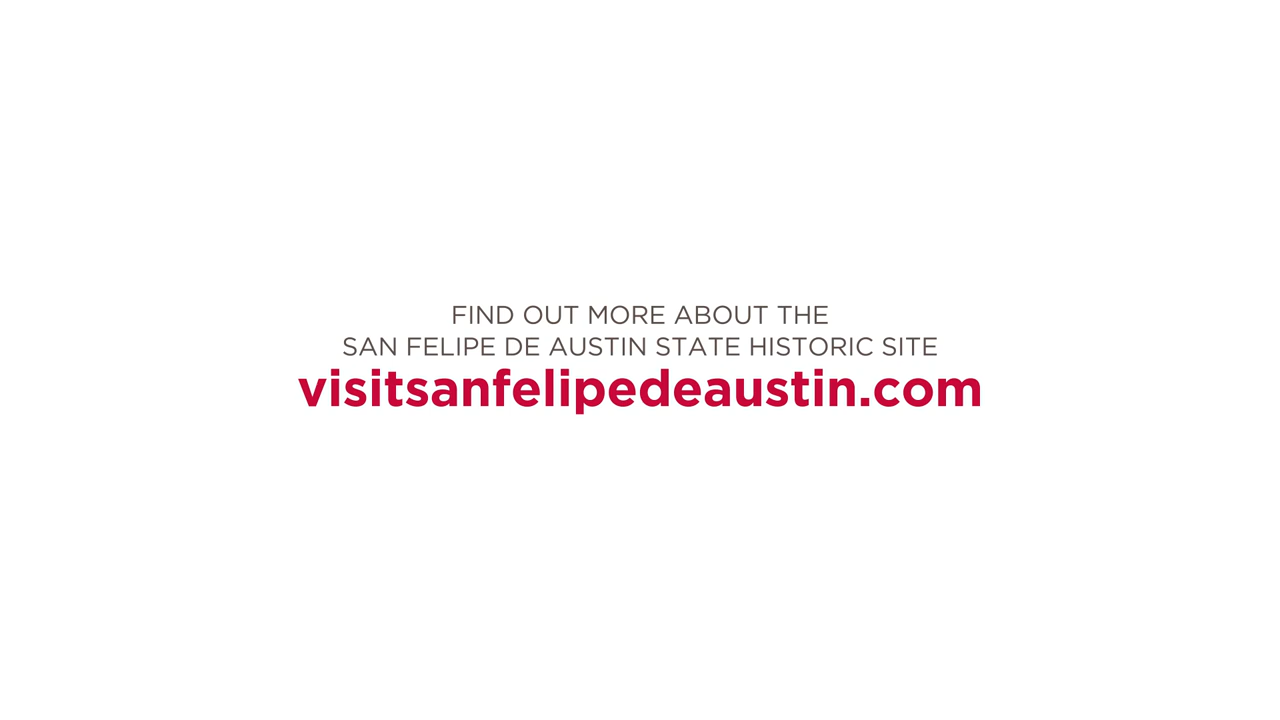 FIND OUT MORE ABOUT THE
SAN FELIPE DE AUSTIN STATE HISTORIC SITE
visitsanfelipedeaustin.com